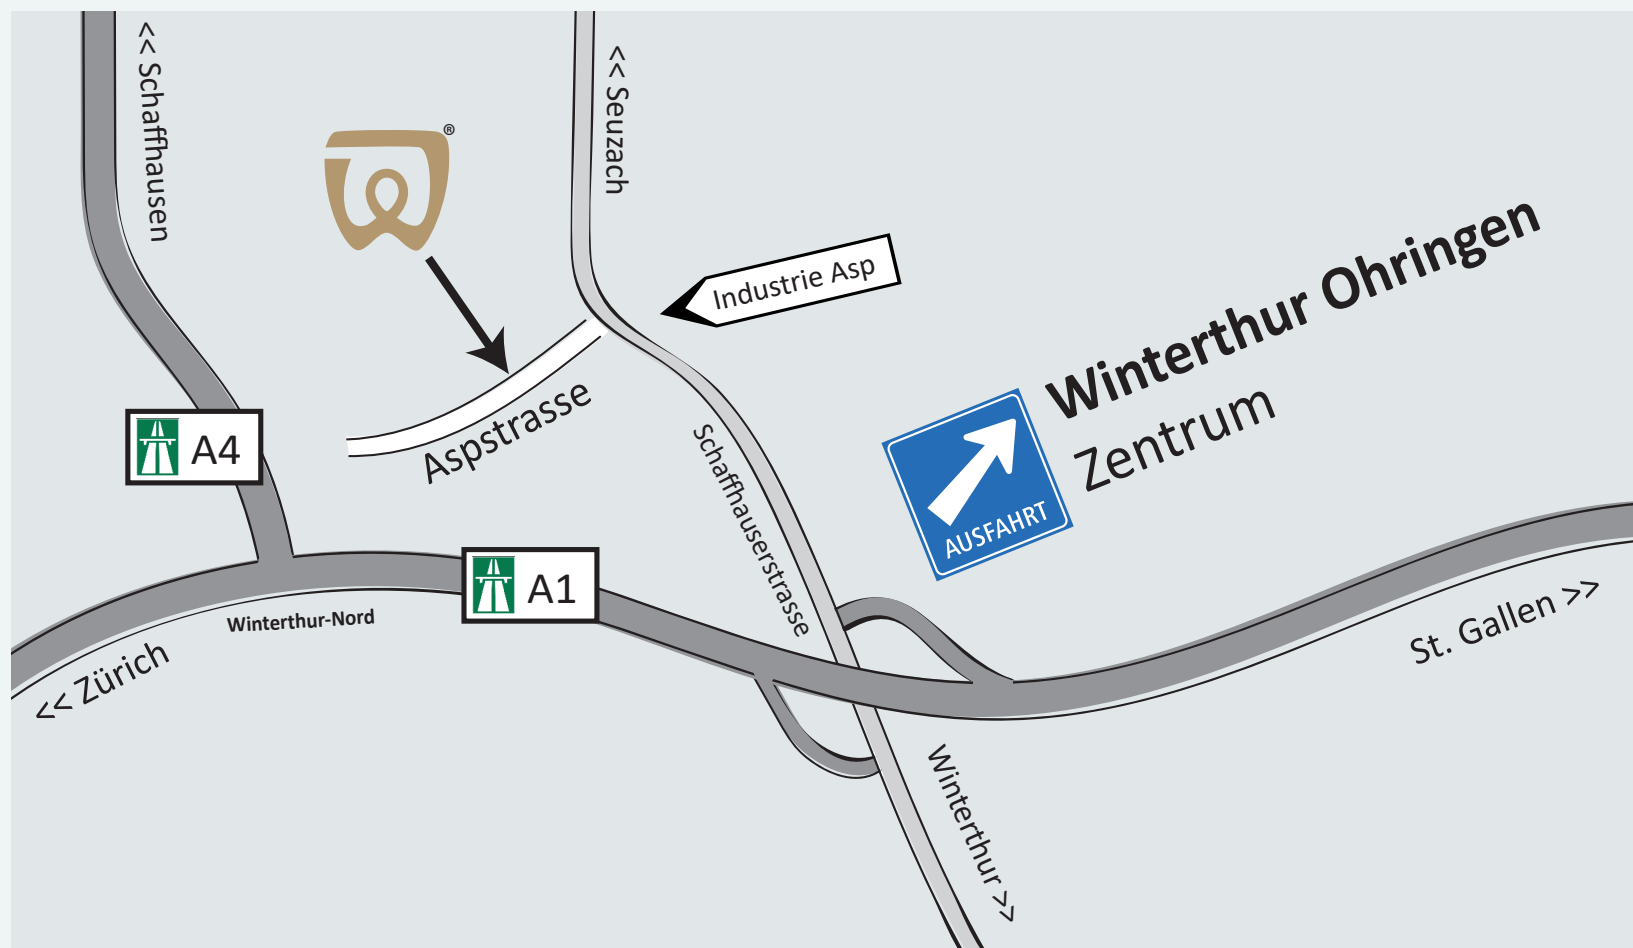 << Schaffhausen
<< Seuzach
®
Industrie Asp
Winterthur Ohringen
Zentrum
AUSFAHRT
Aspstrasse
A4
Schaffhauserstrasse
A1
Winterthur-Nord
<< Zürich
St. Gallen >>
Winterthur >>